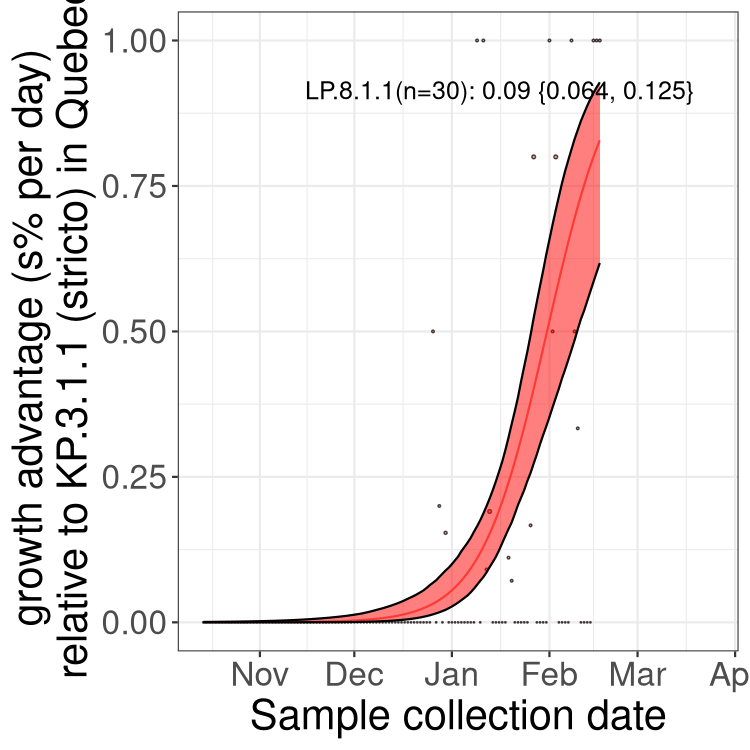 growth advantage (s% per day)
relative to KP.3.1.1 (stricto) in Quebec
1.00
0.75
0.50
0.25
0.00
LP.8.1.1(n=30): 0.09 {0.064, 0.125}
Nov Dec Jan Feb Mar Ap
Sample collection date